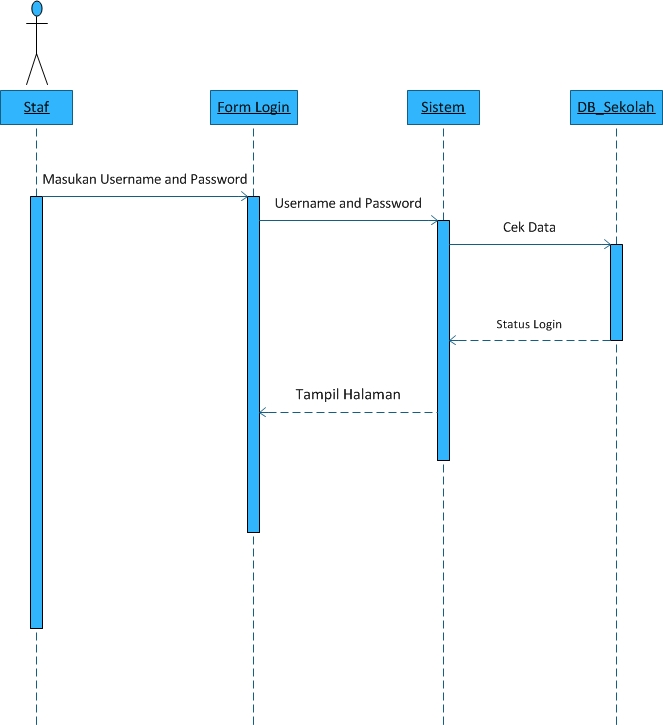 Staf
Form Login
Sistem
DB_Sekolah
Masukan Username and Password
Username and Password
Cek Data
Status Login
Tampil Halaman